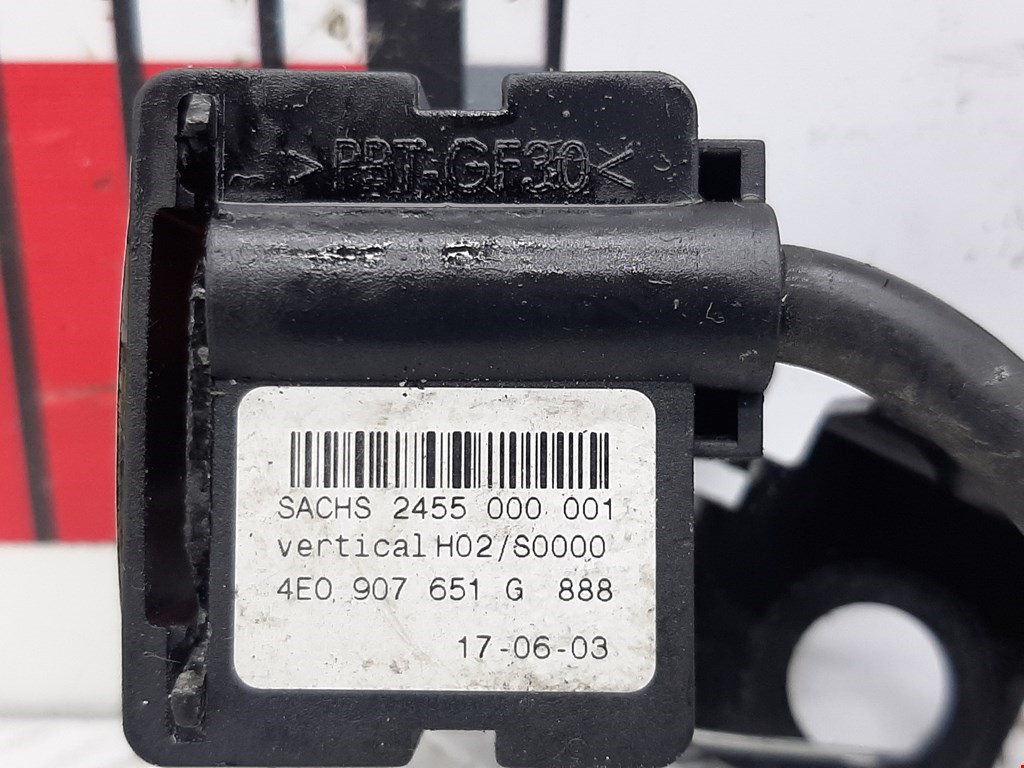 >PBT-GF30<
SACHS 2455 000 001
vertical H02/S0000
4E0 907 651 G 888
17-06-03